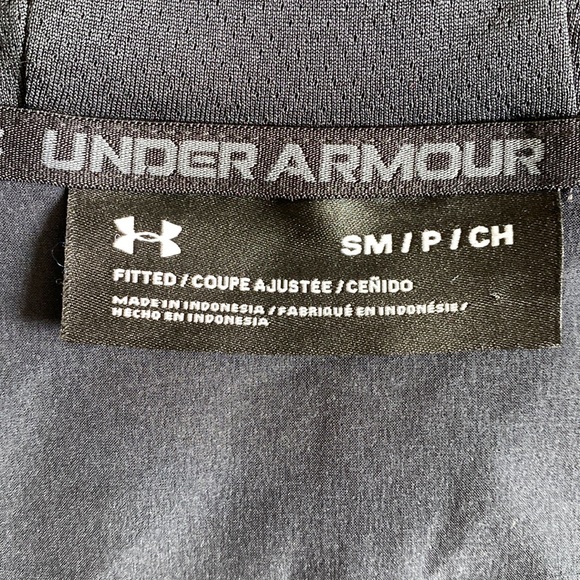 UNDER ARMOUR
SM / P / CH
FITTED / COUPE AJUSTÉE / CEÑIDO
MADE IN INDONESIA / FABRIQUÉ EN INDONÉSIE /
HECHO EN INDONESIA